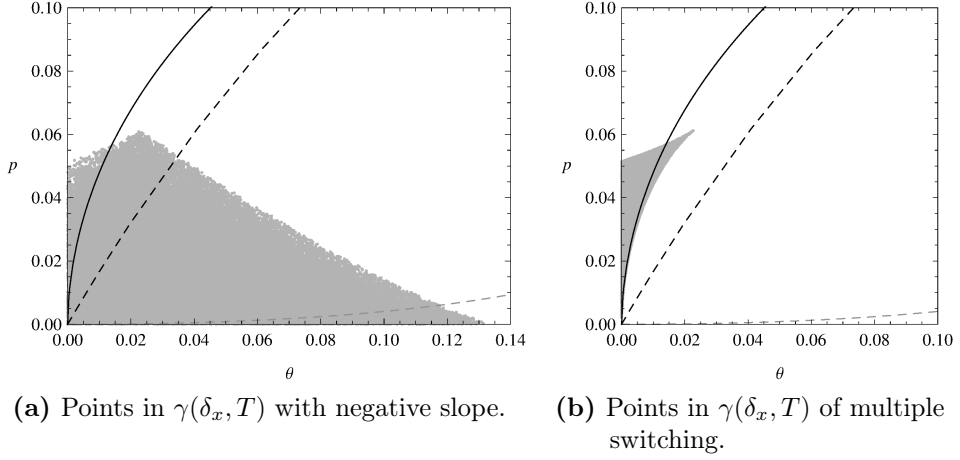 0.10
0.08
0.06
p
0.04
0.02
0.00
0.00 0.02 0.04 0.06 0.08 0.10 0.12 0.14
θ
(a) Points in γ(δₓ, T) with negative slope.
0.10
0.08
0.06
p
0.04
0.02
0.00
0.00 0.02 0.04 0.06 0.08 0.10
θ
(b) Points in γ(δₓ, T) of multiple
switching.